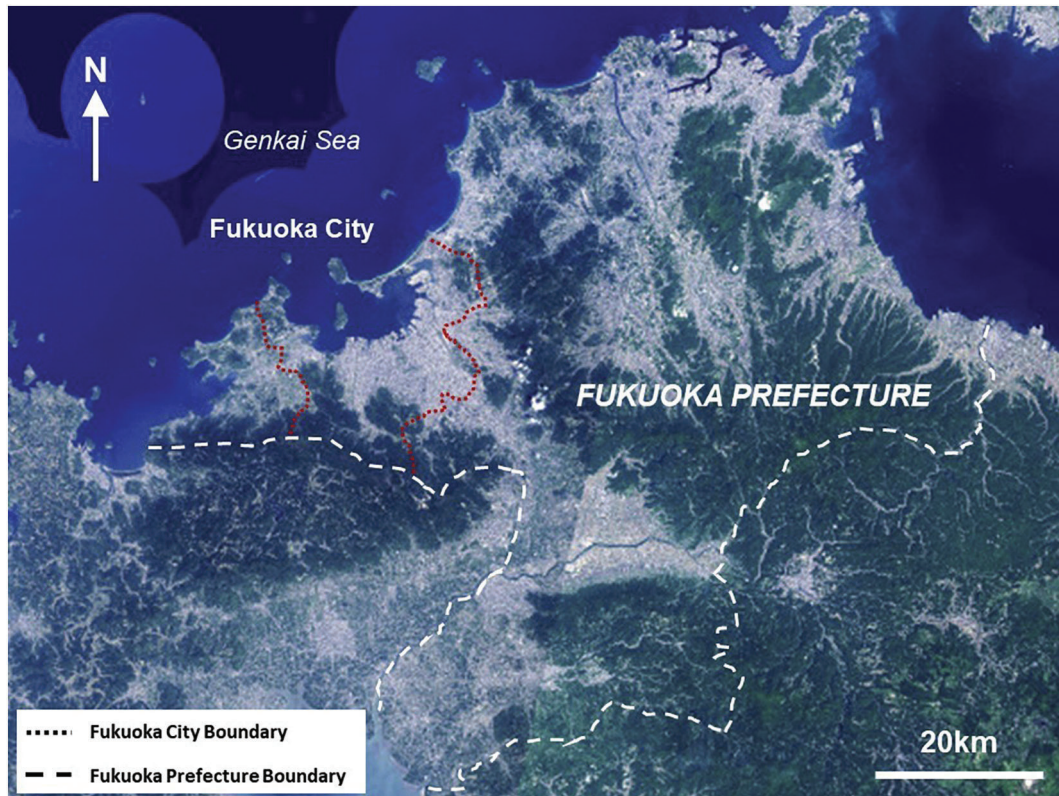 N
Genkai Sea
Fukuoka City
FUKUOKA PREFECTURE
Fukuoka City Boundary
Fukuoka Prefecture Boundary
20km